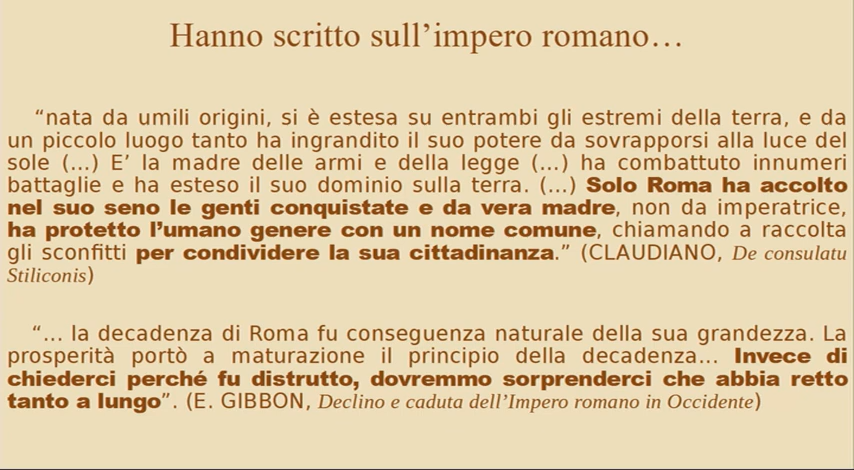 Hanno scritto sull’impero romano…
“nata da umili origini, si è estesa su entrambi gli estremi della terra, e da
un piccolo luogo tanto ha ingrandito il suo potere da sovrapporsi alla luce del
sole (...) E’ la madre delle armi e della legge (...) ha combattuto innumeri
battaglie e ha esteso il suo dominio sulla terra. (...) Solo Roma ha accolto
nel suo seno le genti conquistate e da vera madre, non da imperatrice,
ha protetto l’umano genere con un nome comune, chiamando a raccolta
gli sconfitti per condividere la sua cittadinanza.” (CLAUDIANO, De consulatu
Stiliconis)
“... la decadenza di Roma fu conseguenza naturale della sua grandezza. La
prosperità portò a maturazione il principio della decadenza... Invece di
chiederci perché fu distrutto, dovremmo sorprenderci che abbia retto
tanto a lungo”. (E. GIBBON, Declino e caduta dell’Impero romano in Occidente)